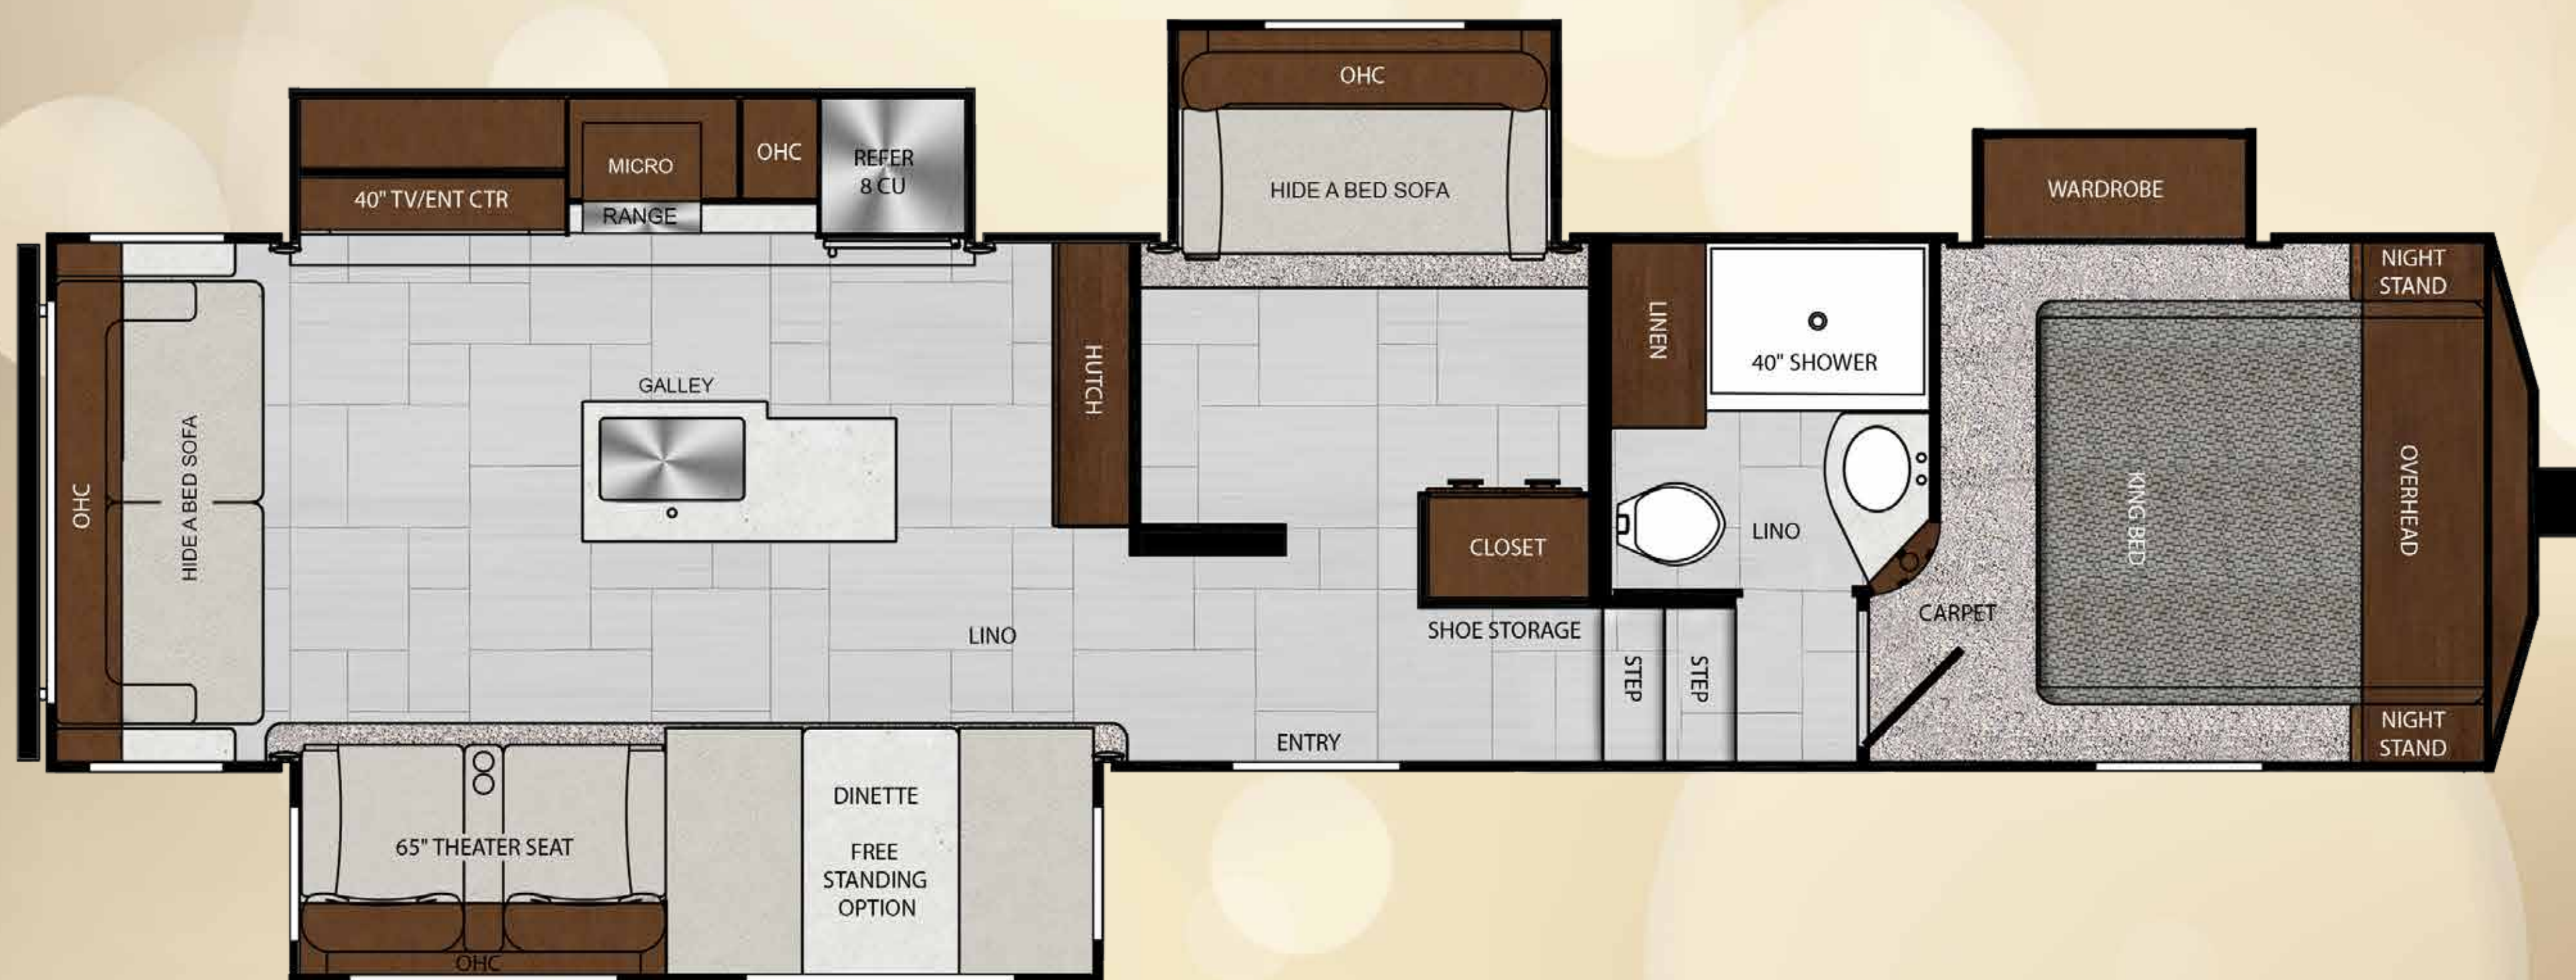 OHC
HIDE A BED SOFA
40" TV/ENT CTR
MICRO
RANGE
OHC
REFER
8 CU
GALLEY
HUTCH
LINO
65" THEATER SEAT
OHC
DINETTE
FREE
STANDING
OPTION
OHC
HIDE A BED SOFA
CLOSET
SHOE STORAGE
ENTRY
STEP
STEP
LINEN
40" SHOWER
LINO
WARDROBE
CARPET
KING BED
OVERHEAD
NIGHT
STAND
NIGHT
STAND